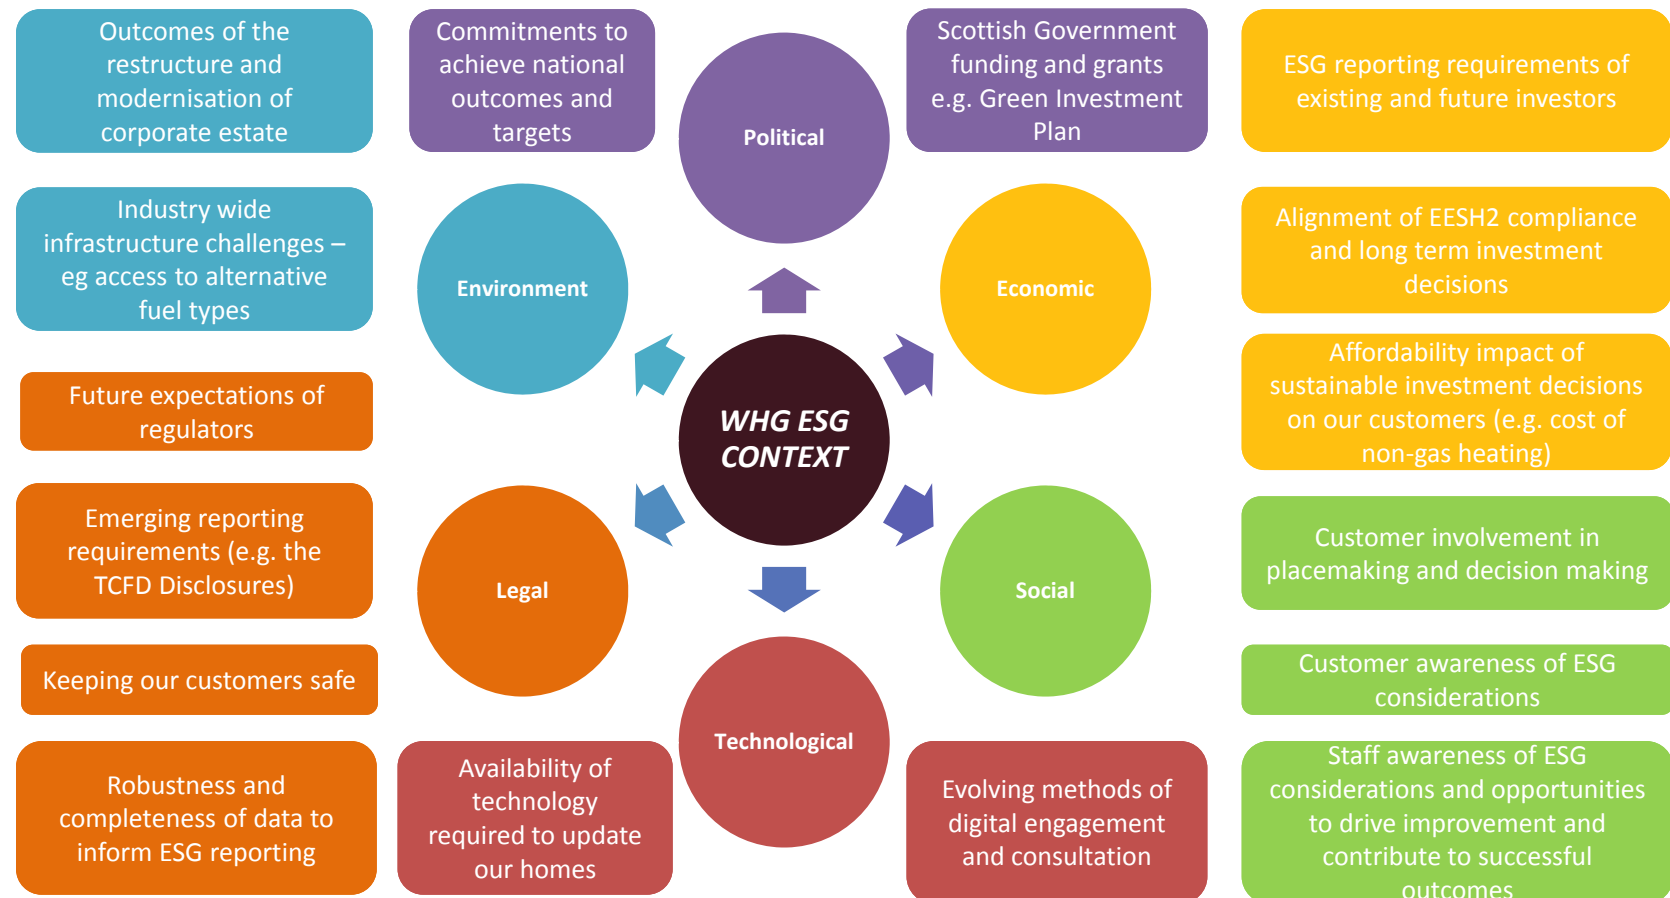 Outcomes of the
restructure and
modernisation of
corporate estate
Commitments to
achieve national
outcomes and
targets
Political
Scottish Government
funding and grants
e.g. Green Investment
Plan
ESG reporting requirements of
existing and future investors
Industry wide
infrastructure challenges –
eg access to alternative
fuel types
Environment
Economic
Alignment of EESH2 compliance
and long term investment
decisions
Future expectations of
regulators
WHG ESG
CONTEXT
Affordability impact of
sustainable investment decisions
on our customers (e.g. cost of
non-gas heating)
Emerging reporting
requirements (e.g. the
TCFD Disclosures)
Legal
Social
Customer involvement in
placemaking and decision making
Keeping our customers safe
Customer awareness of ESG
considerations
Robustness and
completeness of data to
inform ESG reporting
Availability of
technology
required to update
our homes
Technological
Evolving methods of
digital engagement
and consultation
Staff awareness of ESG
considerations and opportunities
to drive improvement and
contribute to successful
outcomes